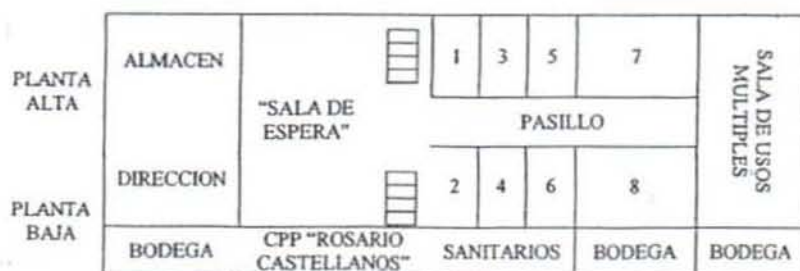 PLANTA
ALTA
ALMACEN
"SALA DE
ESPERA"
1 3 5 7
PASILLO
SALA DE USOS
MULTIPLES
PLANTA
BAJA
DIRECCION
2 4 6 8
BODEGA
CPP "ROSARIO
CASTELLANOS"
SANITARIOS
BODEGA
BODEGA